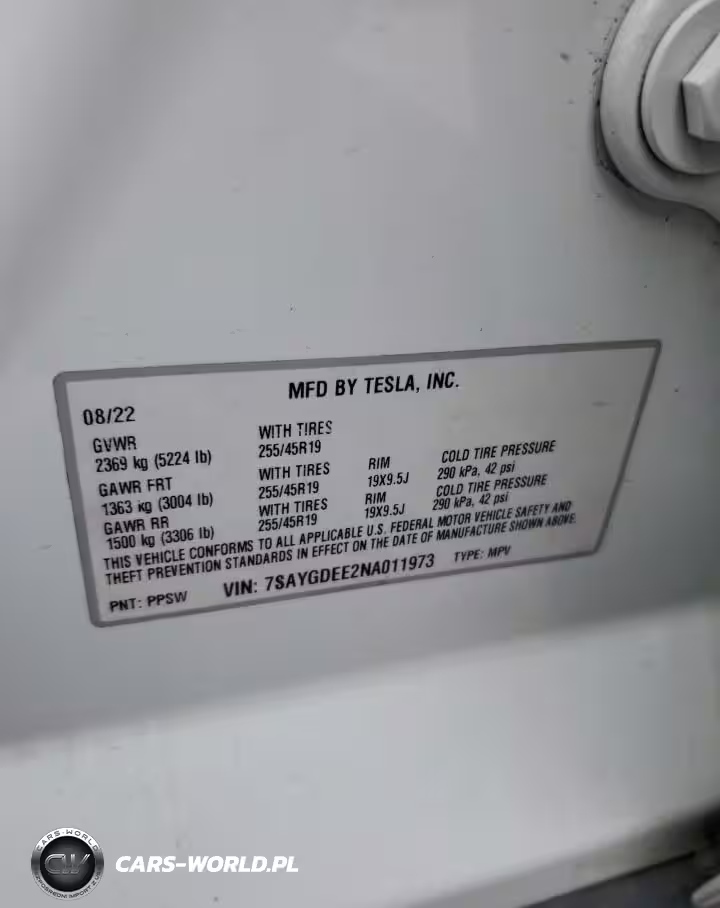 MFD BY TESLA, INC.
08/22
GVWR WITH TIRES
2369 kg (5224 lb) 255/45R19
GAWR FRT WITH TIRES RIM COLD TIRE PRESSURE
1363 kg (3004 lb) 255/45R19 19X9.5J 290 kPa, 42 psi
GAWR RR WITH TIRES RIM COLD TIRE PRESSURE
1500 kg (3306 lb) 255/45R19 19X9.5J 290 kPa, 42 psi
THIS VEHICLE CONFORMS TO ALL APPLICABLE U.S. FEDERAL MOTOR VEHICLE SAFETY AND
THEFT PREVENTION STANDARDS IN EFFECT ON THE DATE OF MANUFACTURE SHOWN ABOVE.
PNT: PPSW VIN: 7SAYGDEE2NA011973 TYPE: MPV
CARS-WORLD
CW
CARS-WORLD.PL